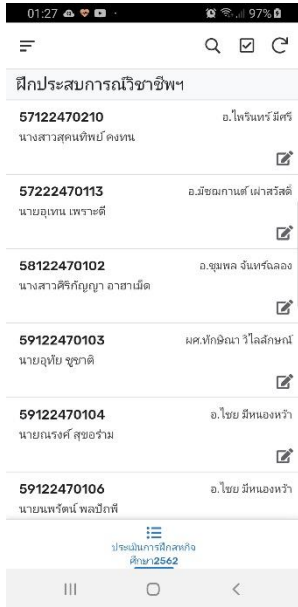 01:27 97%
ฝึกประสบการณ์วิชาชีพฯ
57122470210 อ.ไพรินทร์ มีศรี
นางสาวสุคนทิพย์ คงทน
57222470113 อ.มัชฌกานต์ เผ่าสวัสดิ์
นายอุเทน เพราะดี
58122470102 อ.ชุมพล จันทร์ฉลอง
นางสาวศิริกัญญา อาฮาเม็ด
59122470103 ผศ.ทักษิณา วิไลลักษณ์
นายอุทัย ชูชาติ
59122470104 อ.ไชย มีหนองหว้า
นายณรงค์ สุขอร่าม
59122470106 อ.ไชย มีหนองหว้า
นายนพรัตน์ พลปัถพี
ประเมินการฝึกสหกิจ
ศึกษา2562